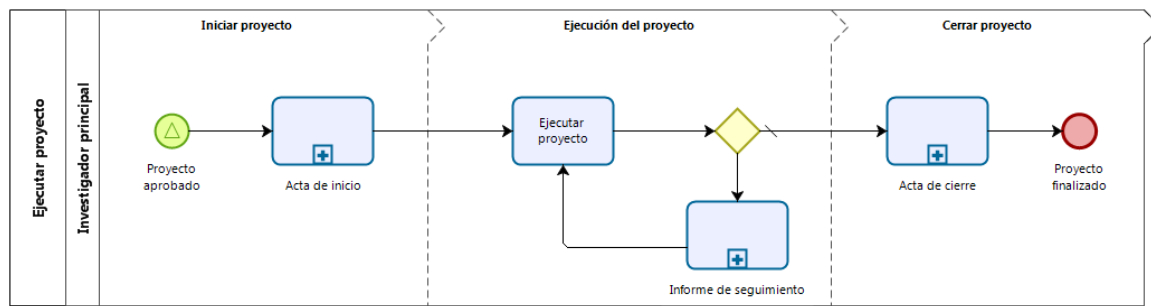 Ejecutar proyecto
Investigador principal
Iniciar proyecto
Ejecución del proyecto
Cerrar proyecto
Proyecto
aprobado
Acta de inicio
Ejecutar
proyecto
Informe de seguimiento
Acta de cierre
Proyecto
finalizado